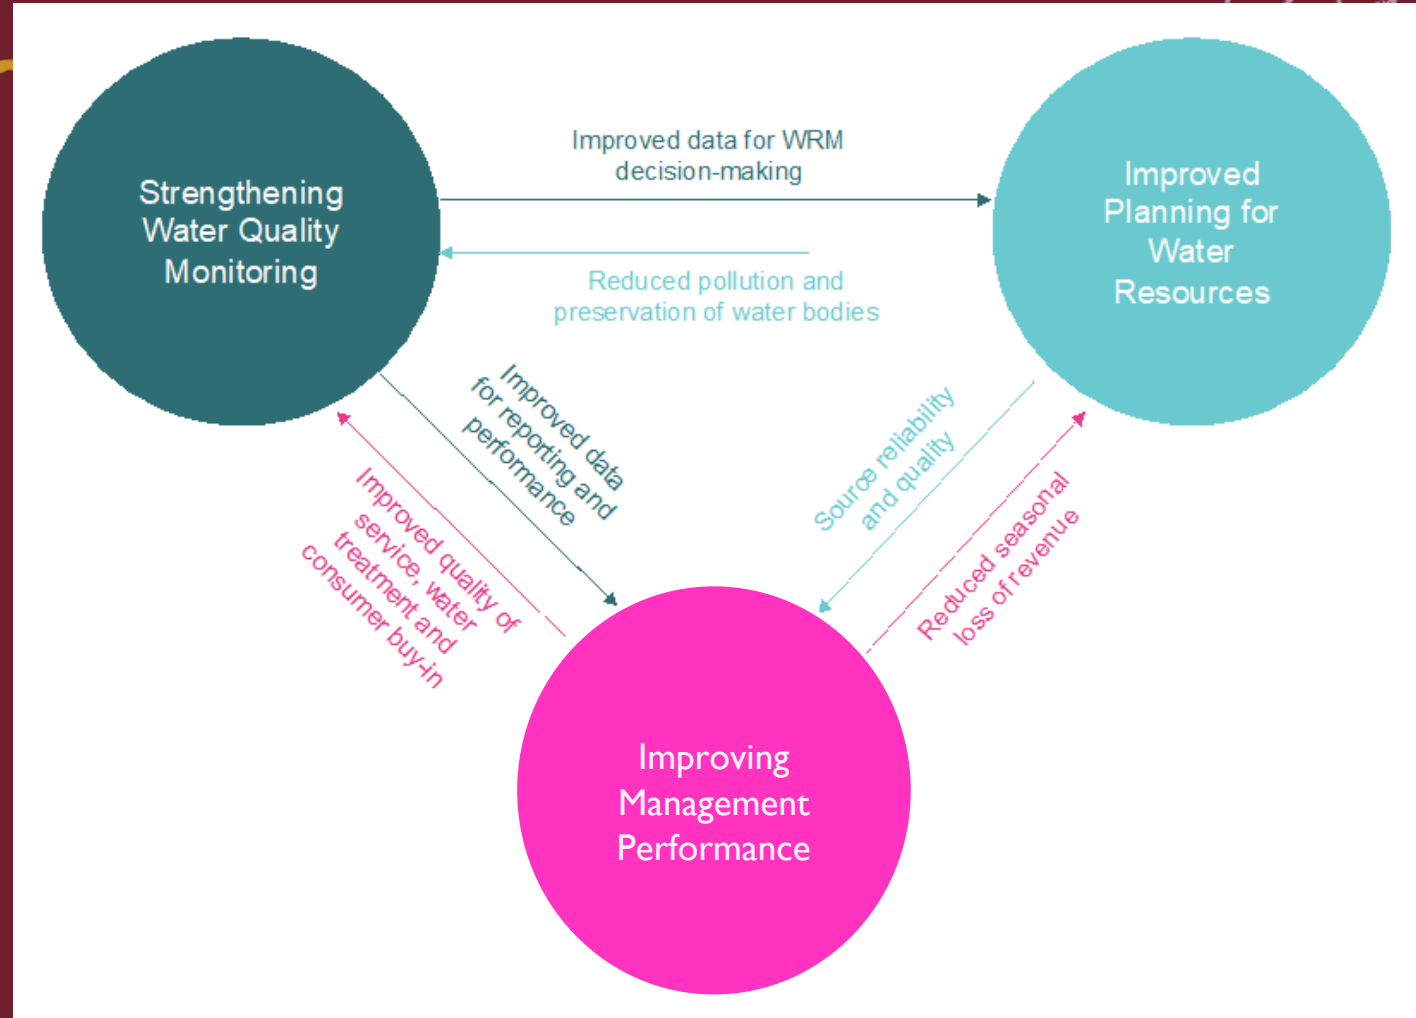 Strengthening
Water Quality
Monitoring
Improved data for WRM
decision-making
Reduced pollution and
preservation of water bodies
Improved
Planning for
Water
Resources
Improved data
for reporting and
performance
Improved quality of
service, water
treatment and
consumer buy-in
Source reliability
and quality
Reduced seasonal
loss of revenue
Improving
Management
Performance